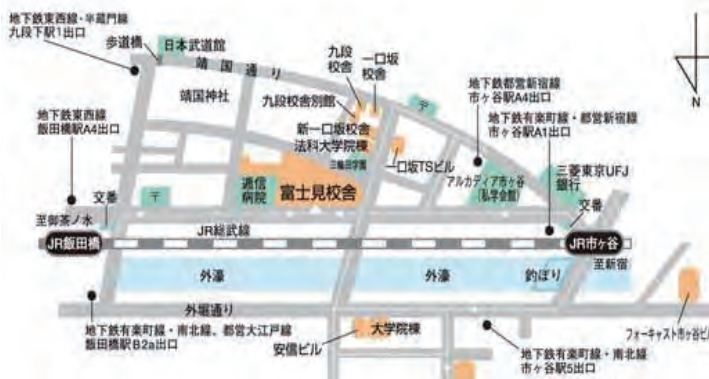 地下鉄東西線・半蔵門線
九段下駅1出口
歩道橋
日本武道館
靖国通り
靖国神社
九段
校舎
一口坂
校舎
九段校舎別館
新一口坂校舎
法科大学院棟
三輪田学園
一口坂TSビル
〒
地下鉄都営新宿線
市ヶ谷駅A4出口
地下鉄有楽町線・都営新宿線
市ヶ谷駅A1出口
N
地下鉄東西線
飯田橋駅A4出口
交番
〒
逓信
病院
富士見校舎
アルカディア市ヶ谷
(私学会館)
三菱東京UFJ
銀行
交番
至御茶ノ水
JR飯田橋
JR総武線
JR市ヶ谷
至新宿
外濠
外濠
釣ぼり
外堀通り
地下鉄有楽町線・南北線、都営大江戸線
飯田橋駅B2a出口
安信ビル
大学院棟
地下鉄有楽町線・南北線
市ヶ谷駅5出口
フォーキャスト市ヶ谷ビ